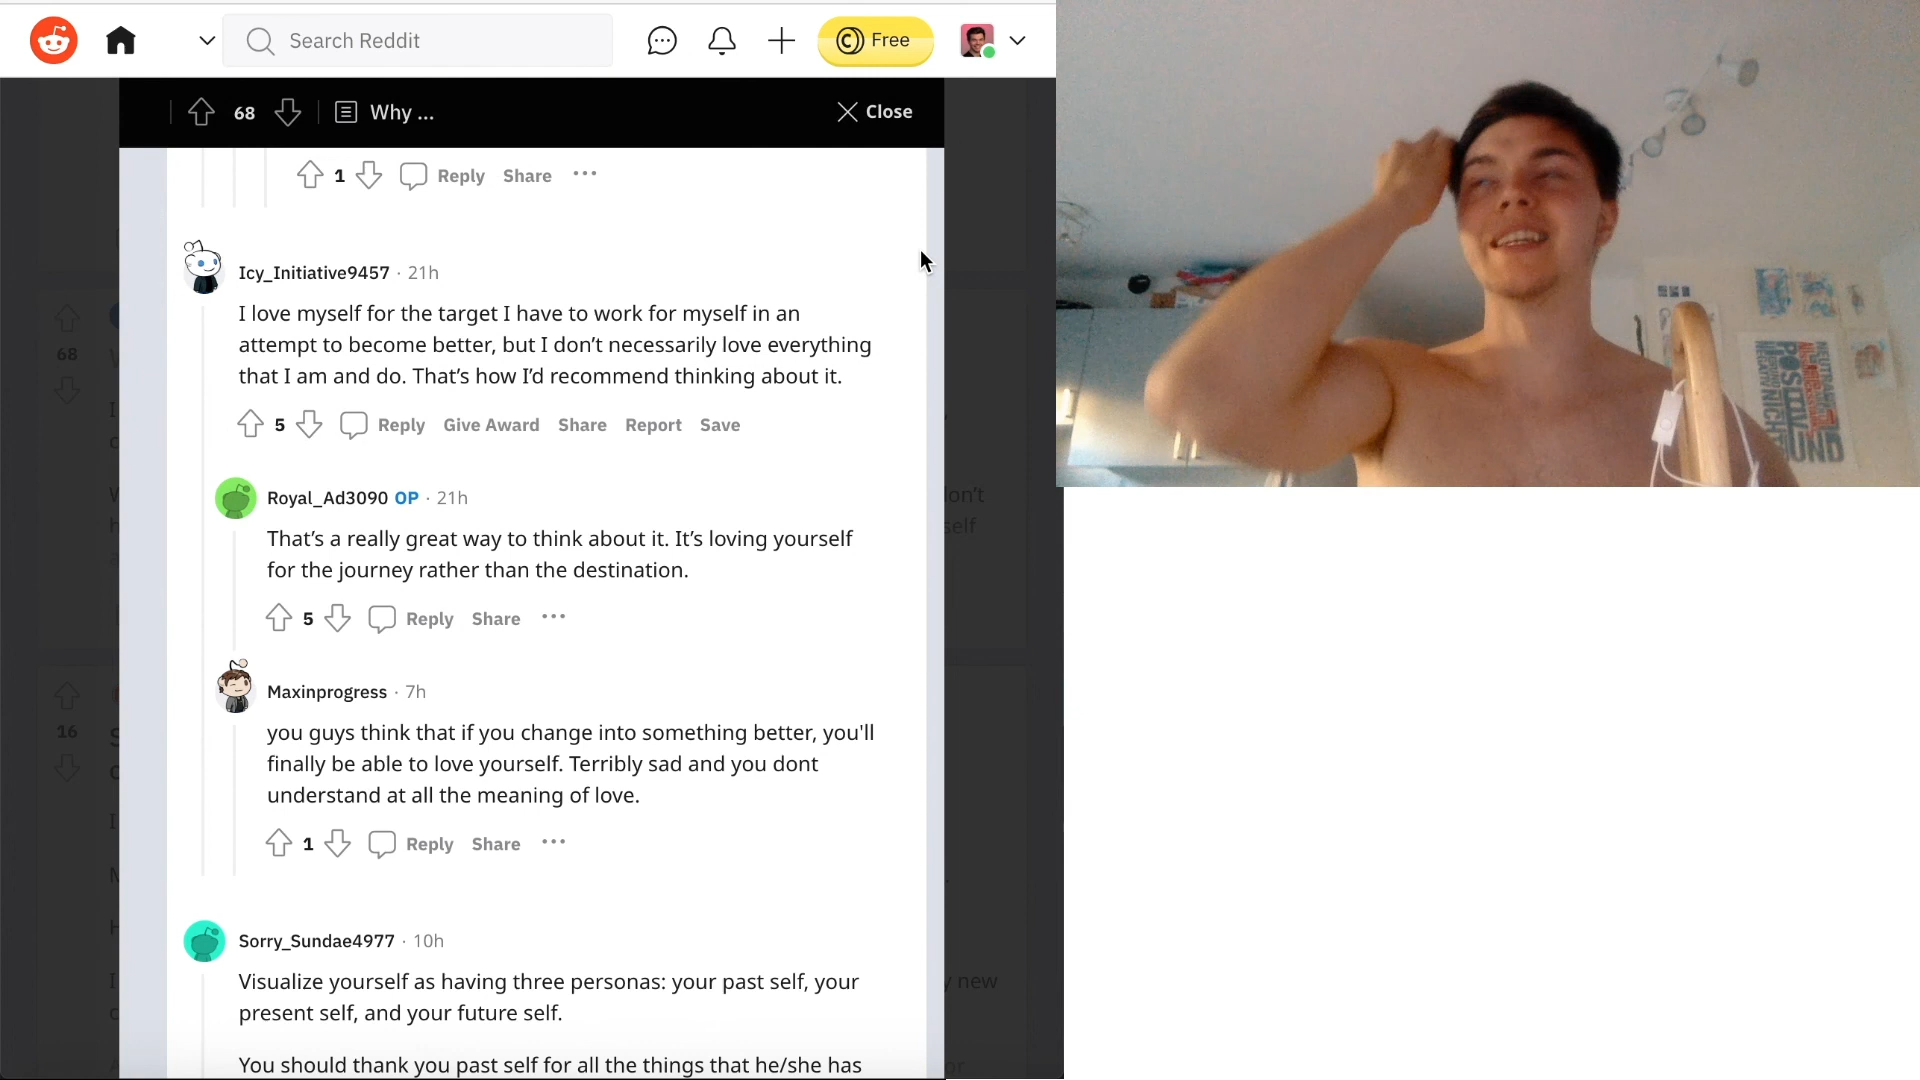 Search Reddit
Free
68
Why ...
Close
1
Reply
Share
Icy_Initiative9457 · 21h
I love myself for the target I have to work for myself in an
attempt to become better, but I don’t necessarily love everything
that I am and do. That’s how I’d recommend thinking about it.
5
Reply
Give Award
Share
Report
Save
Royal_Ad3090 OP · 21h
That’s a really great way to think about it. It’s loving yourself
for the journey rather than the destination.
5
Reply
Share
Maxinprogress · 7h
you guys think that if you change into something better, you'll
finally be able to love yourself. Terribly sad and you dont
understand at all the meaning of love.
1
Reply
Share
Sorry_Sundae4977 · 10h
Visualize yourself as having three personas: your past self, your
present self, and your future self.
You should thank you past self for all the things that he/she has
68
16